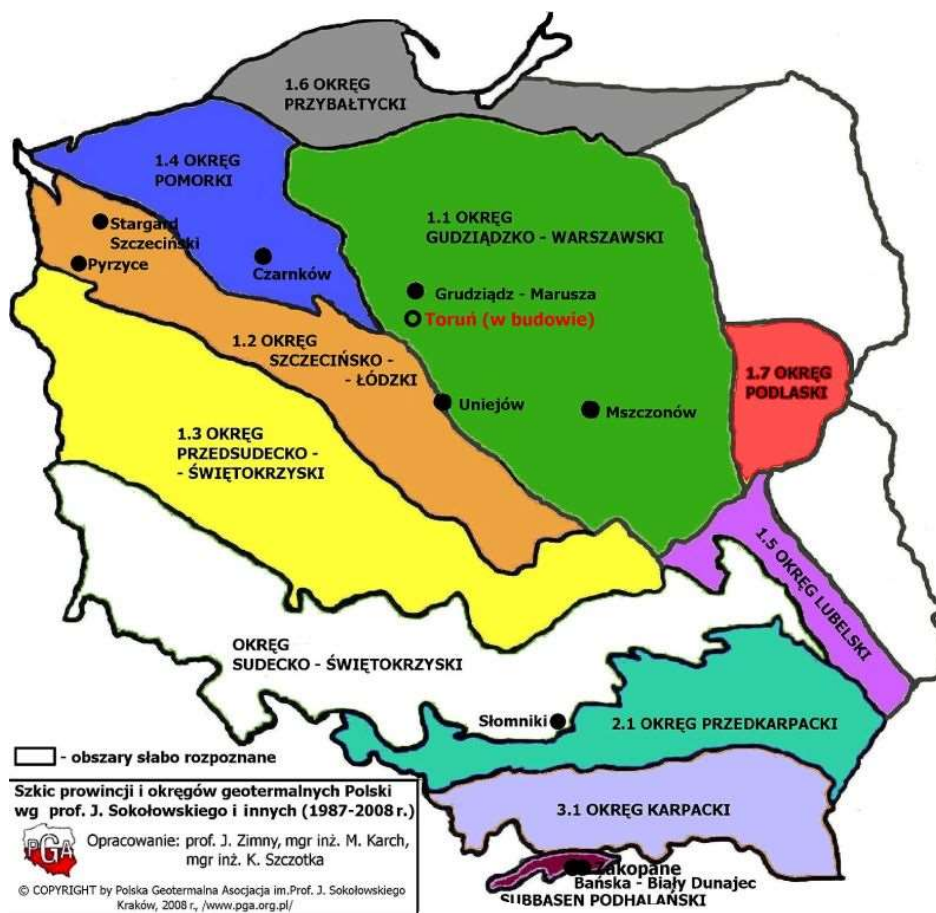 1.6 OKRĘG
PRZYBAŁTYCKI
1.4 OKRĘG
POMORKI
1.1 OKRĘG
GUDZIĄDZKO - WARSZAWSKI
Stargard
Szczeciński
Pyrzyce
Czarnków
Grudziądz - Marusza
Toruń (w budowie)
1.2 OKRĘG
SZCZECIŃSKO -
- ŁÓDZKI
1.7 OKRĘG
PODLASKI
Uniejów
Mszczonów
1.3 OKRĘG
PRZEDSUDECKO -
- ŚWIĘTOKRZYSKI
1.5 OKRĘG LUBELSKI
OKRĘG
SUDECKO - ŚWIĘTOKRZYSKI
Słomniki
2.1 OKRĘG PRZEDKARPACKI
3.1 OKRĘG KARPACKI
Zakopane
Bańska - Biały Dunajec
SUBBASEN PODHALAŃSKI
- obszary słabo rozpoznane
Szkic prowincji i okręgów geotermalnych Polski
wg prof. J. Sokołowskiego i innych (1987-2008 r.)
PGA
Opracowanie: prof. J. Zimny, mgr inż. M. Karch,
mgr inż. K. Szczotka
© COPYRIGHT by Polska Geotermalna Asocjacja im.Prof. J. Sokołowskiego
Kraków, 2008 r., /www.pga.org.pl/